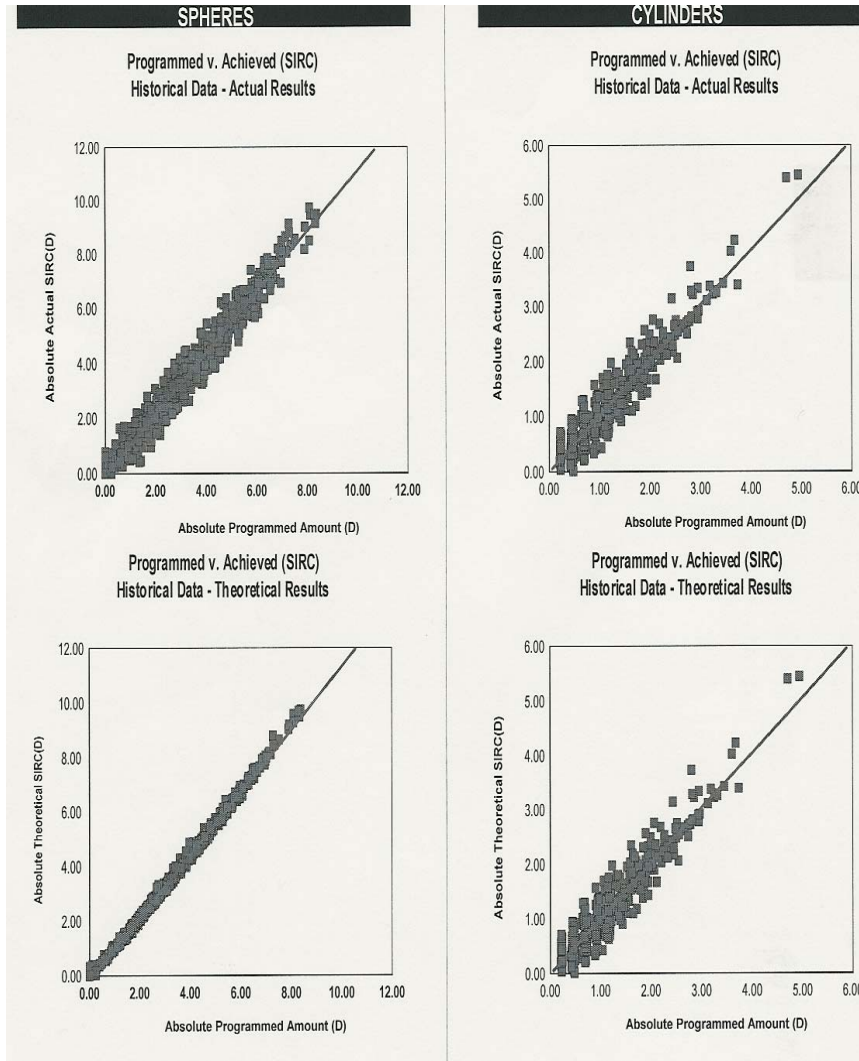 SPHERES
Programmed v. Achieved (SIRC)
Historical Data - Actual Results
Absolute Actual SIRC(D)
12.00
10.00
8.00
6.00
4.00
2.00
0.00
0.00 2.00 4.00 6.00 8.00 10.00 12.00
Absolute Programmed Amount (D)
Programmed v. Achieved (SIRC)
Historical Data - Theoretical Results
Absolute Theoretical SIRC(D)
12.00
10.00
8.00
6.00
4.00
2.00
0.00
0.00 2.00 4.00 6.00 8.00 10.00 12.00
Absolute Programmed Amount (D)
CYLINDERS
Programmed v. Achieved (SIRC)
Historical Data - Actual Results
Absolute Actual SIRC(D)
6.00
5.00
4.00
3.00
2.00
1.00
0.00
0.00 1.00 2.00 3.00 4.00 5.00 6.00
Absolute Programmed Amount (D)
Programmed v. Achieved (SIRC)
Historical Data - Theoretical Results
Absolute Theoretical SIRC(D)
6.00
5.00
4.00
3.00
2.00
1.00
0.00
0.00 1.00 2.00 3.00 4.00 5.00 6.00
Absolute Programmed Amount (D)